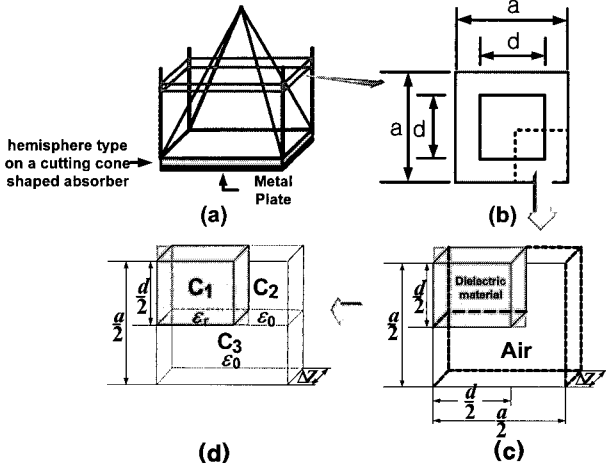 hemisphere type
on a cutting cone
shaped absorber
Metal
Plate
(a)
a
d
a
d
(b)
a/2
d/2
C1
C2
εr
ε0
C3
ε0
ΔZ
(d)
a/2
d/2
Dielectric
material
Air
ΔZ
d/2
a/2
(c)